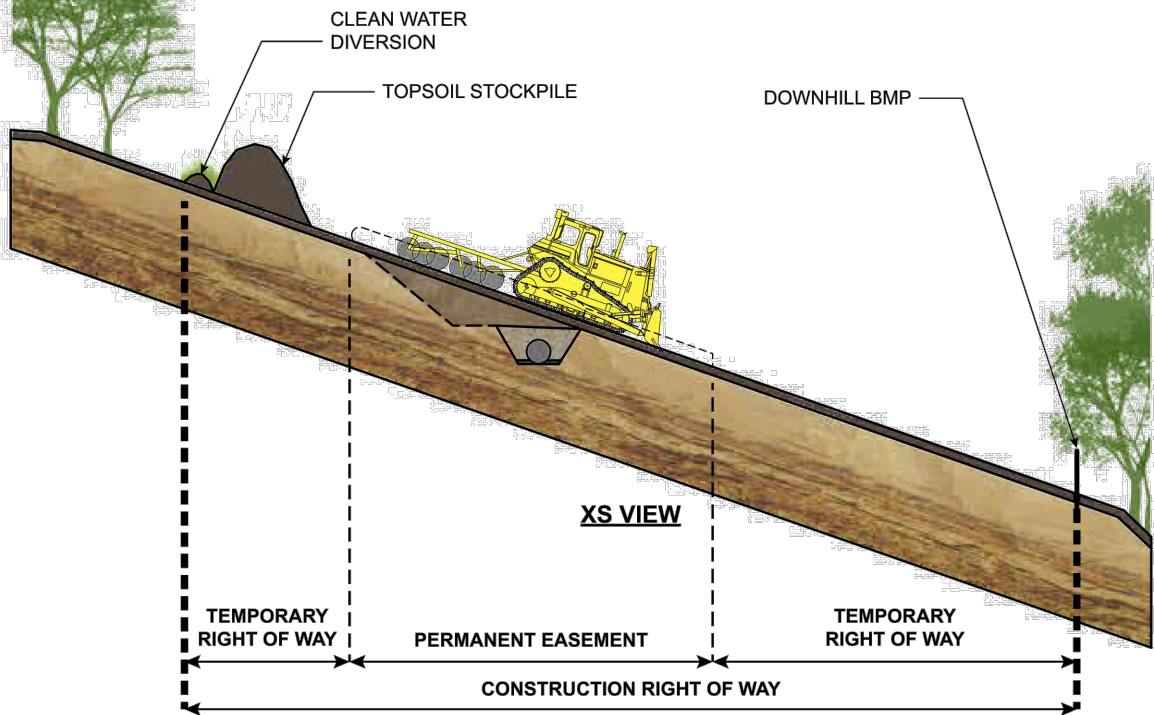 CLEAN WATER
DIVERSION
TOPSOIL STOCKPILE
DOWNHILL BMP
XS VIEW
TEMPORARY
RIGHT OF WAY
PERMANENT EASEMENT
TEMPORARY
RIGHT OF WAY
CONSTRUCTION RIGHT OF WAY